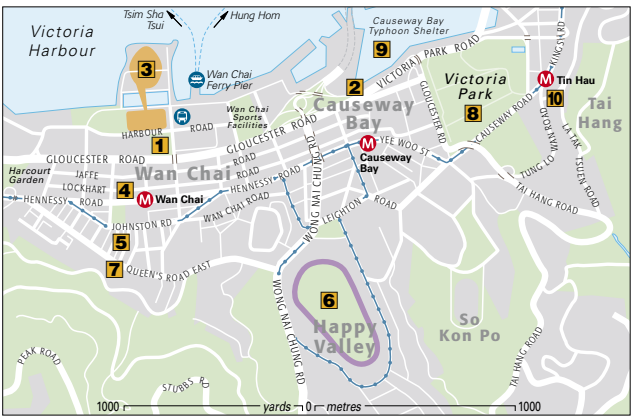 Tsim Sha
Tsui
Hung Hom
Victoria
Harbour
Causeway Bay
Typhoon Shelter
9
3
Wan Chai
Ferry Pier
VICTORIA PARK ROAD
KING'S RD
M Tin Hau
2
Victoria
Park
10
Tai
Hang
Wan Chai
Sports
Facilities
Causeway
Bay
GLOUCESTER RD
8
CAUSEWAY ROAD
HARBOUR ROAD
1
GLOUCESTER ROAD
GLOUCESTER ROAD
M
Causeway
Bay
YEE WOO ST
TUNG LO WAN ROAD
LA TAK
TSUEN ROAD
Harcourt
Garden
JAFFE ROAD
LOCKHART ROAD
Wan Chai
4
M Wan Chai
HENNESSY ROAD
HENNESSY ROAD
WAN CHAI ROAD
WONG NAI CHUNG RD
LEIGHTON ROAD
TAI HANG ROAD
JOHNSTON RD
5
7
QUEEN'S ROAD EAST
WONG NAI CHUNG RD
6
Happy
Valley
So
Kon Po
TAI HANG ROAD
PEAK ROAD
STUBBS RD
1000 yards 0 metres 1000